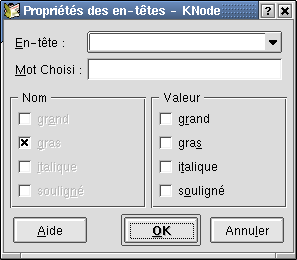 Propriétés des en-têtes - KNode
En-tête :
Mot Choisi :
Nom
grand
gras
italique
souligné
Valeur
grand
gras
italique
souligné
Aide
OK
Annuler